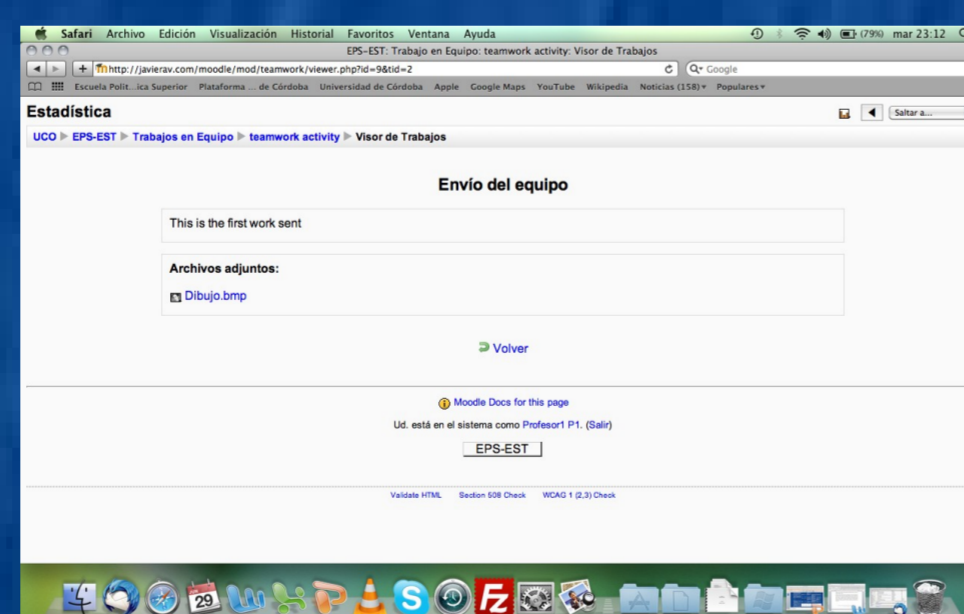 Safari Archivo Edición Visualización Historial Favoritos Ventana Ayuda (79%) mar 23:12
EPS-EST: Trabajo en Equipo: teamwork activity: Visor de Trabajos
http://javierav.com/moodle/mod/teamwork/viewer.php?id=9&tid=2 Google
Escuela Polit...ica Superior Plataforma ... de Córdoba Universidad de Córdoba Apple Google Maps YouTube Wikipedia Noticias (158) Populares
Estadística Saltar a...
UCO EPS-EST Trabajos en Equipo teamwork activity Visor de Trabajos
Envío del equipo
This is the first work sent
Archivos adjuntos:
Dibujo.bmp
Volver
Moodle Docs for this page
Ud. está en el sistema como Profesor1 P1. (Salir)
EPS-EST
Validate HTML Section 508 Check WCAG 1 (2,3) Check
29